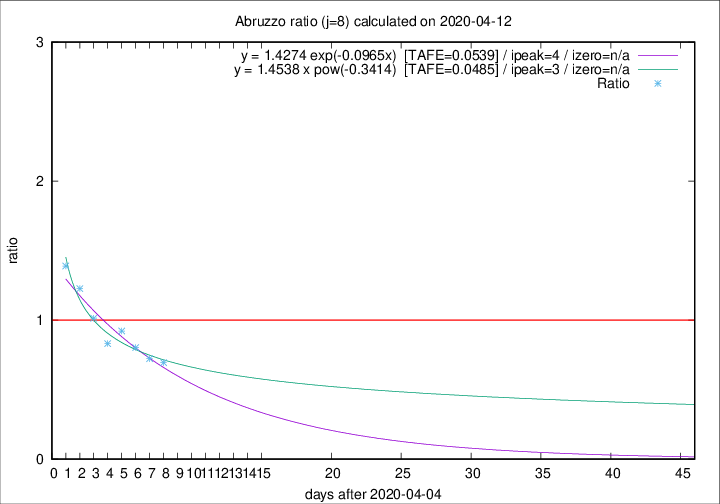 Abruzzo ratio (j=8) calculated on 2020-04-12
y = 1.4274 exp(-0.0965x) [TAFE=0.0539] / ipeak=4 / izero=n/a
y = 1.4538 x pow(-0.3414) [TAFE=0.0485] / ipeak=3 / izero=n/a
Ratio
3
2
1
0
ratio
0 1 2 3 4 5 6 7 8 9 10 11 12 13 14 15 20 25 30 35 40 45
days after 2020-04-04